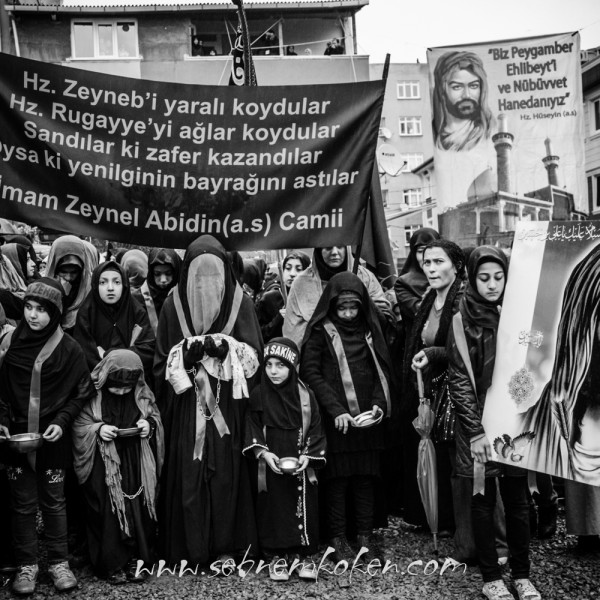 Hz. Zeyneb'i yaralı koydular
Hz. Rugayye'yi ağlar koydular
Sandılar ki zafer kazandılar
Oysa ki yenilginin bayrağını astılar
İmam Zeynel Abidin(a.s) Camii
"Biz Peygamber
Ehlibeyt'i
ve Nübüvvet
Hanedanıyız"
Hz. Hüseyin (a.s)
SAKİNE
www.sebnemkoken.com